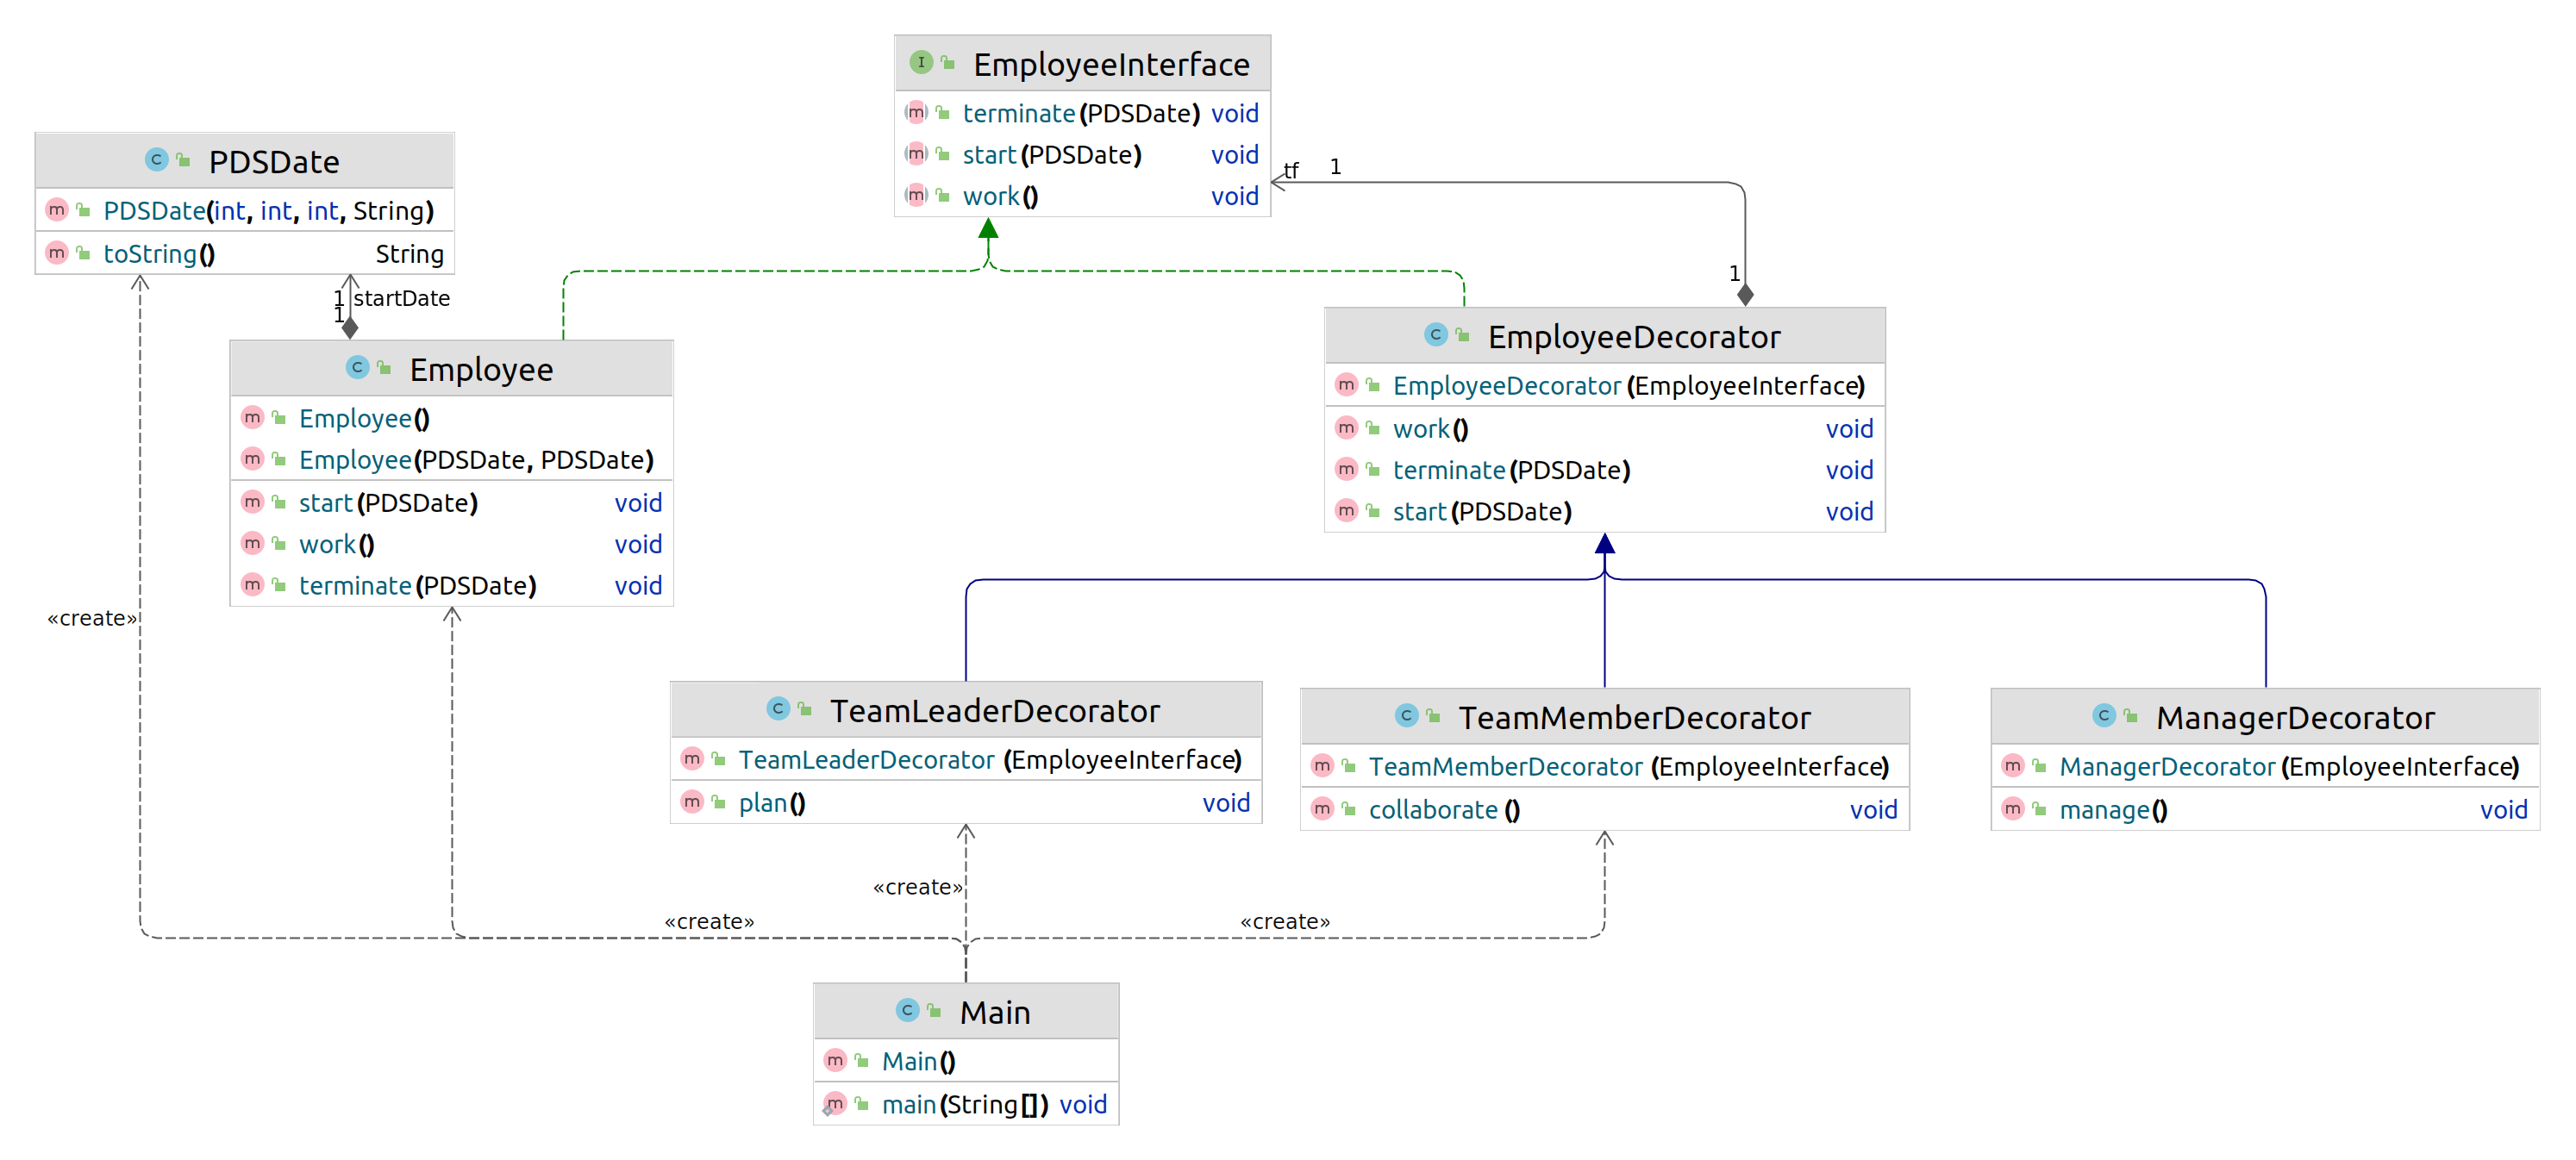 EmployeeInterface
terminate(PDSDate) void
start(PDSDate) void
work() void
PDSDate
PDSDate(int, int, int, String)
toString() String
tf 1
1
1 startDate
1
Employee
Employee()
Employee(PDSDate, PDSDate)
start(PDSDate) void
work() void
terminate(PDSDate) void
EmployeeDecorator
EmployeeDecorator(EmployeeInterface)
work() void
terminate(PDSDate) void
start(PDSDate) void
«create»
TeamLeaderDecorator
TeamLeaderDecorator (EmployeeInterface)
plan() void
TeamMemberDecorator
TeamMemberDecorator (EmployeeInterface)
collaborate () void
ManagerDecorator
ManagerDecorator (EmployeeInterface)
manage() void
«create»
«create»
«create»
Main
Main()
main(String[]) void